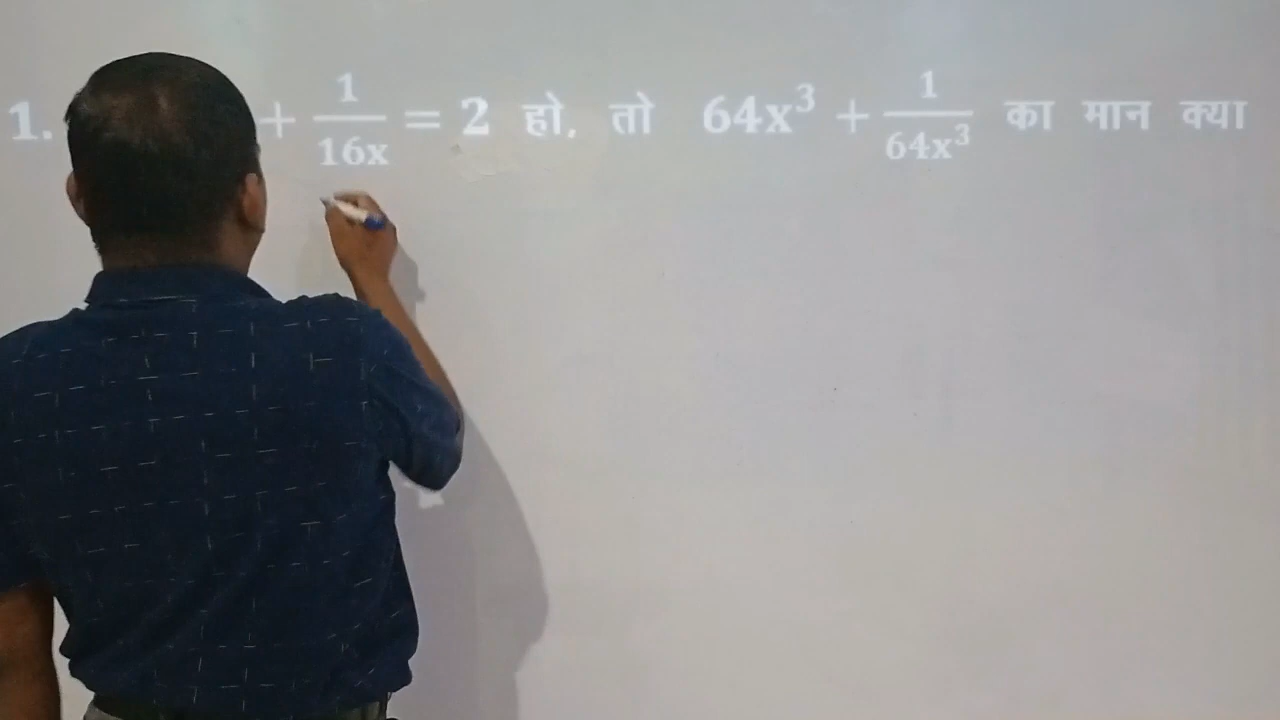 1. + 1/16x = 2 हो, तो 64x³ + 1/64x³ का मान क्या